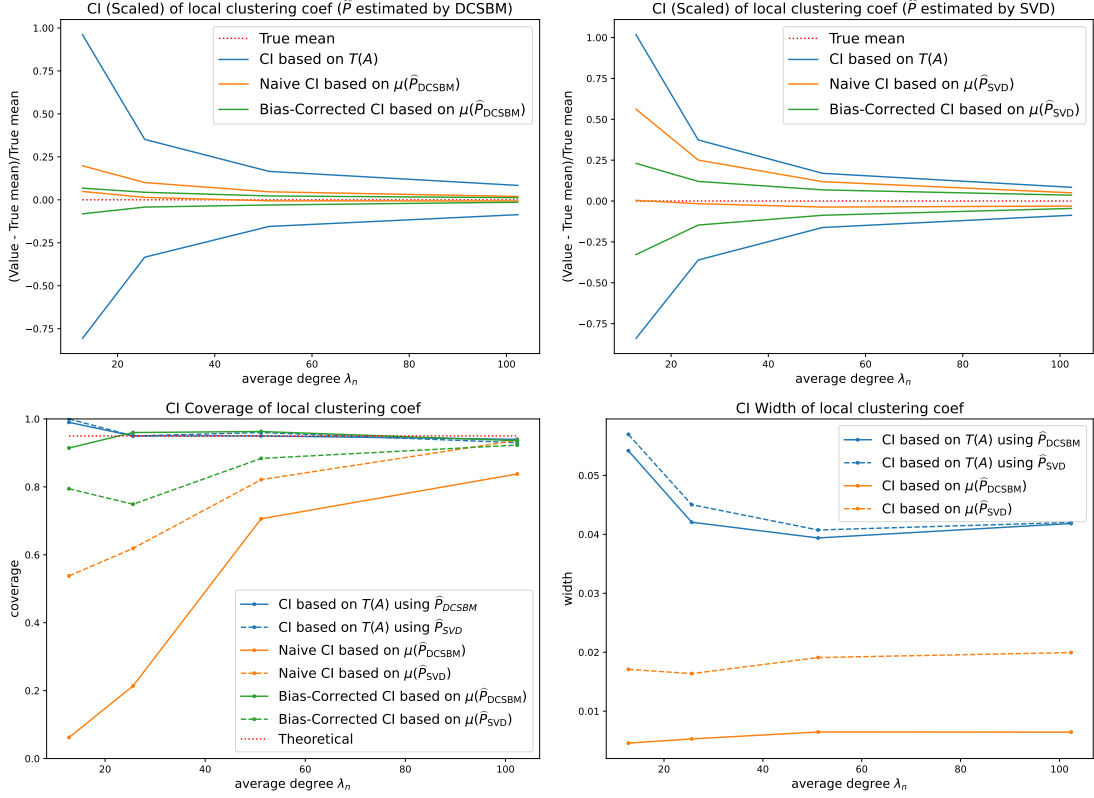 CI (Scaled) of local clustering coef (P̂ estimated by DCSBM)
(Value - True mean)/True mean
1.00
0.75
0.50
0.25
0.00
−0.25
−0.50
−0.75
True mean
CI based on T(A)
Naive CI based on μ(P̂DCSBM)
Bias-Corrected CI based on μ(P̂DCSBM)
20 40 60 80 100
average degree λn
CI (Scaled) of local clustering coef (P̂ estimated by SVD)
(Value - True mean)/True mean
1.00
0.75
0.50
0.25
0.00
−0.25
−0.50
−0.75
True mean
CI based on T(A)
Naive CI based on μ(P̂SVD)
Bias-Corrected CI based on μ(P̂SVD)
20 40 60 80 100
average degree λn
CI Coverage of local clustering coef
coverage
1.0
0.8
0.6
0.4
0.2
0.0
CI based on T(A) using P̂DCSBM
CI based on T(A) using P̂SVD
Naive CI based on μ(P̂DCSBM)
Naive CI based on μ(P̂SVD)
Bias-Corrected CI based on μ(P̂DCSBM)
Bias-Corrected CI based on μ(P̂SVD)
Theoretical
20 40 60 80 100
average degree λn
CI Width of local clustering coef
width
0.05
0.04
0.03
0.02
0.01
CI based on T(A) using P̂DCSBM
CI based on T(A) using P̂SVD
CI based on μ(P̂DCSBM)
CI based on μ(P̂SVD)
20 40 60 80 100
average degree λn